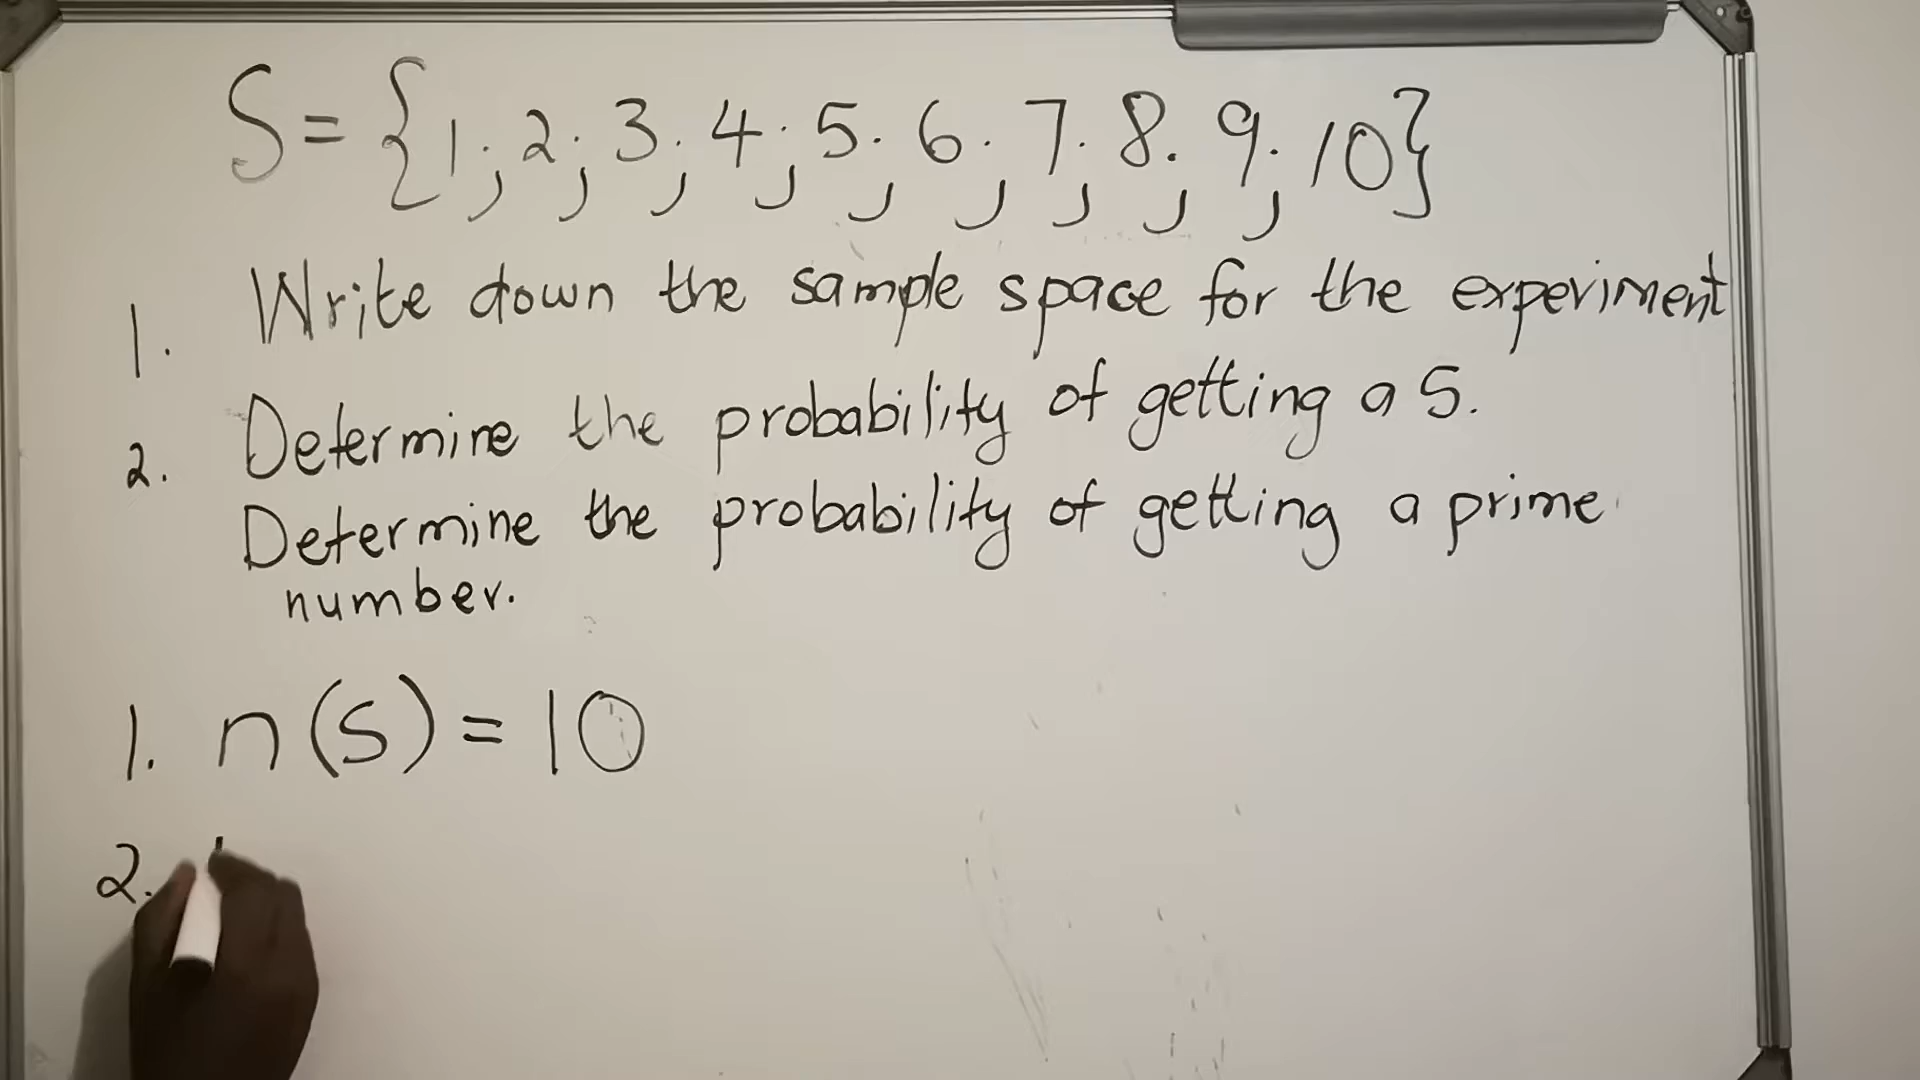 S = {1; 2; 3; 4; 5; 6; 7; 8; 9; 10}
1. Write down the sample space for the experiment
2. Determine the probability of getting a 5.
Determine the probability of getting a prime
number.
1. n(S) = 10
2.